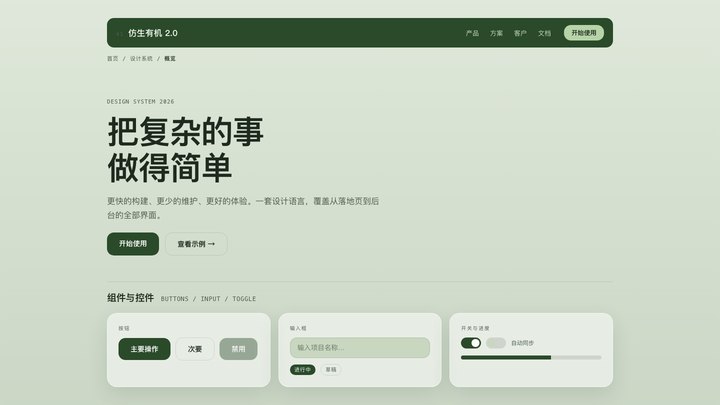 仿生有机 2.0
产品 方案 客户 文档 开始使用
首页 / 设计系统 / 概览
DESIGN SYSTEM 2026
把复杂的事
做得简单
更快的构建、更少的维护、更好的体验。一套设计语言，覆盖从落地页到后
台的全部界面。
开始使用 查看示例 →
组件与控件 BUTTONS / INPUT / TOGGLE
按钮
主要操作 次要 禁用
输入框
输入项目名称...
进行中 草稿
开关与进度
自动同步